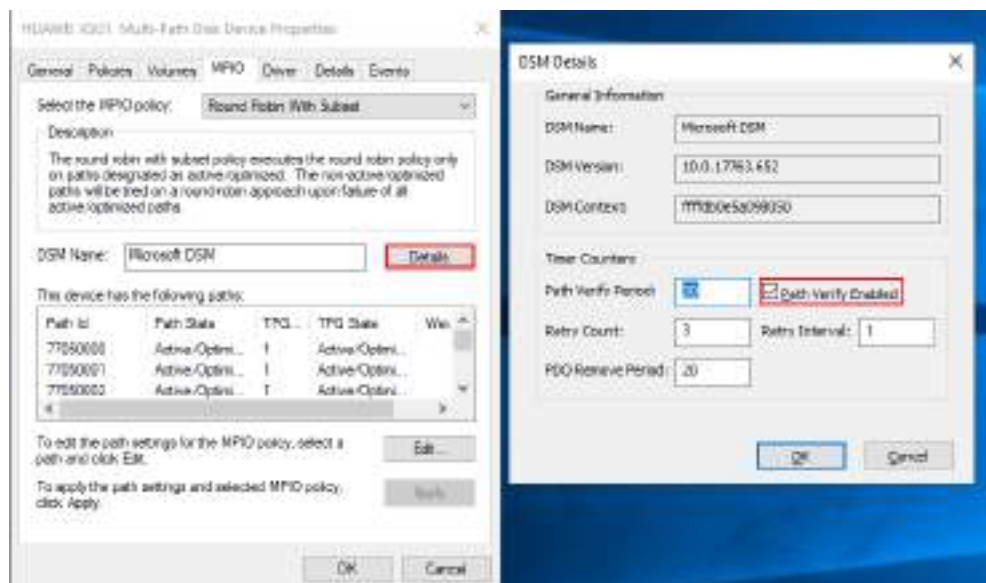 HUAWEI XSG1 Multi-Path Disk Device Properties
General Policies Volumes MPIO Driver Details Events
Select the MPIO policy: Round Robin With Subset
Description
The round robin with subset policy executes the round robin policy only
on paths designated as active/optimized. The non-active/optimized
paths will be tried on a round-robin approach upon failure of all
active/optimized paths.
DSM Name: Microsoft DSM Details
This device has the following paths:
Path Id Path State TPG... TPG State
77050000 Active/Optimi... 1 Active/Optimi...
77050001 Active/Optimi... 1 Active/Optimi...
77050002 Active/Optimi... 1 Active/Optimi...
To edit the path settings for the MPIO policy, select a
path and click Edit.
Edit...
To apply the path settings and selected MPIO policy,
click Apply.
Apply
OK Cancel
DSM Details
General Information
DSM Name: Microsoft DSM
DSM Version: 10.0.17763.652
DSM Context:
Timer Counters
Path Verify Period: Path Verify Enabled
Retry Count: 3 Retry Interval: 1
PDO Remove Period: 20
OK Cancel